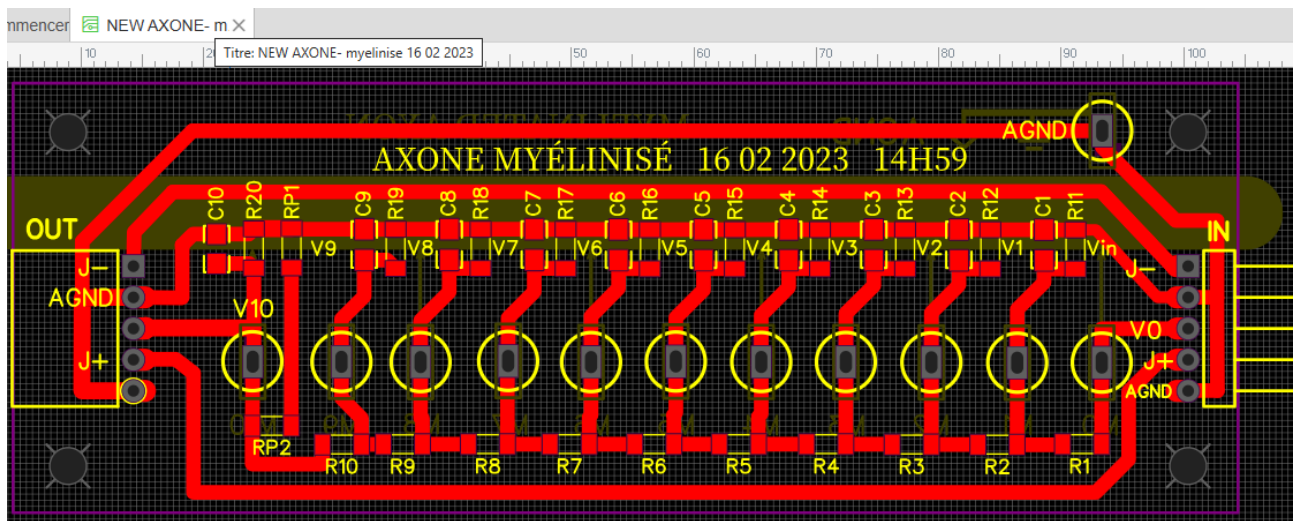 mmencer NEW AXONE- m
Titre: NEW AXONE- myelinise 16 02 2023
10 50 60 70 80 90 100
MYELINATED AXON AGND
AGND
AXONE MYÉLINISÉ 16 02 2023 14H59
C10 R20 RP1 C9 R19 C8 R18 C7 R17 C6 R16 C5 R15 C4 R14 C3 R13 C2 R12 C1 R11
OUT IN
V9 V8 V7 V6 V5 V4 V3 V2 V1 Vin
J- J-
AGND
V10 V0
J+ J+
AGND
RP2
R10 R9 R8 R7 R6 R5 R4 R3 R2 R1